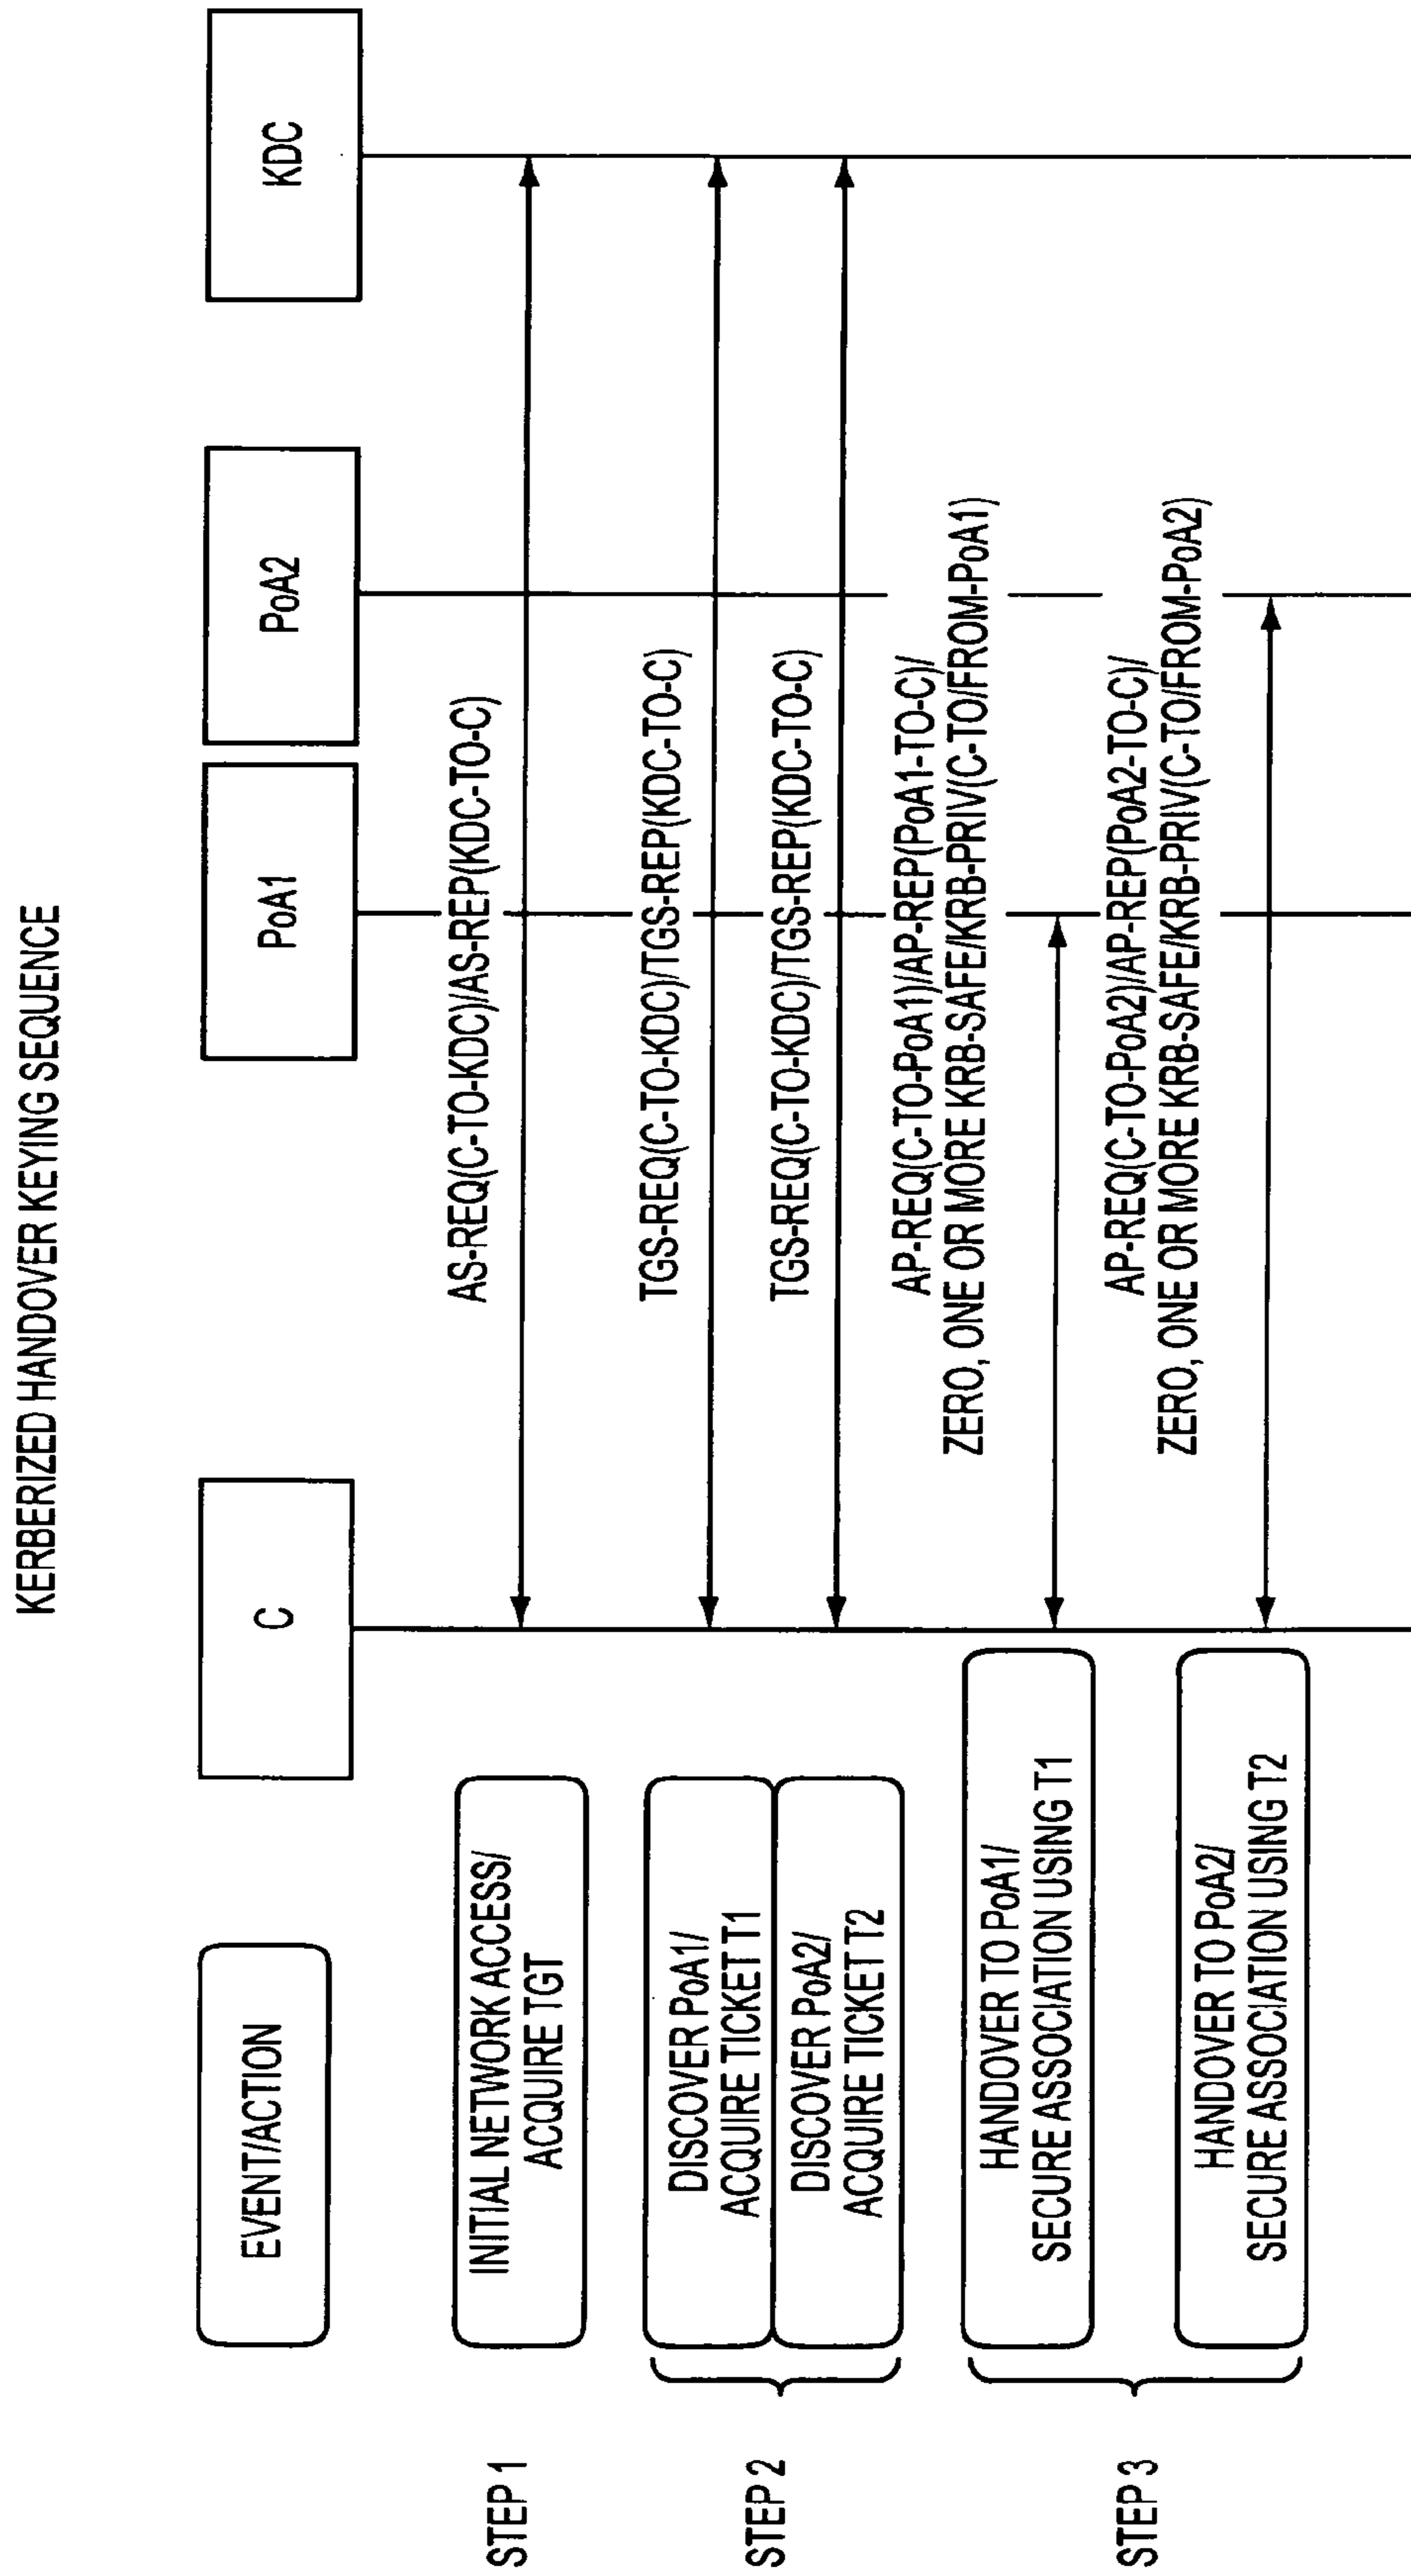 KERBERIZED HANDOVER KEYING SEQUENCE
EVENT/ACTION
C
PoA1
PoA2
KDC
STEP 1
INITIAL NETWORK ACCESS/
ACQUIRE TGT
AS-REQ(C-TO-KDC)/AS-REP(KDC-TO-C)
STEP 2
DISCOVER PoA1/
ACQUIRE TICKET T1
TGS-REQ(C-TO-KDC)/TGS-REP(KDC-TO-C)
DISCOVER PoA2/
ACQUIRE TICKET T2
TGS-REQ(C-TO-KDC)/TGS-REP(KDC-TO-C)
STEP 3
HANDOVER TO PoA1/
SECURE ASSOCIATION USING T1
AP-REQ(C-TO-PoA1)/AP-REP(PoA1-TO-C)/
ZERO, ONE OR MORE KRB-SAFE/KRB-PRIV(C-TO/FROM-PoA1)
HANDOVER TO PoA2/
SECURE ASSOCIATION USING T2
AP-REQ(C-TO-PoA2)/AP-REP(PoA2-TO-C)/
ZERO, ONE OR MORE KRB-SAFE/KRB-PRIV(C-TO/FROM-PoA2)